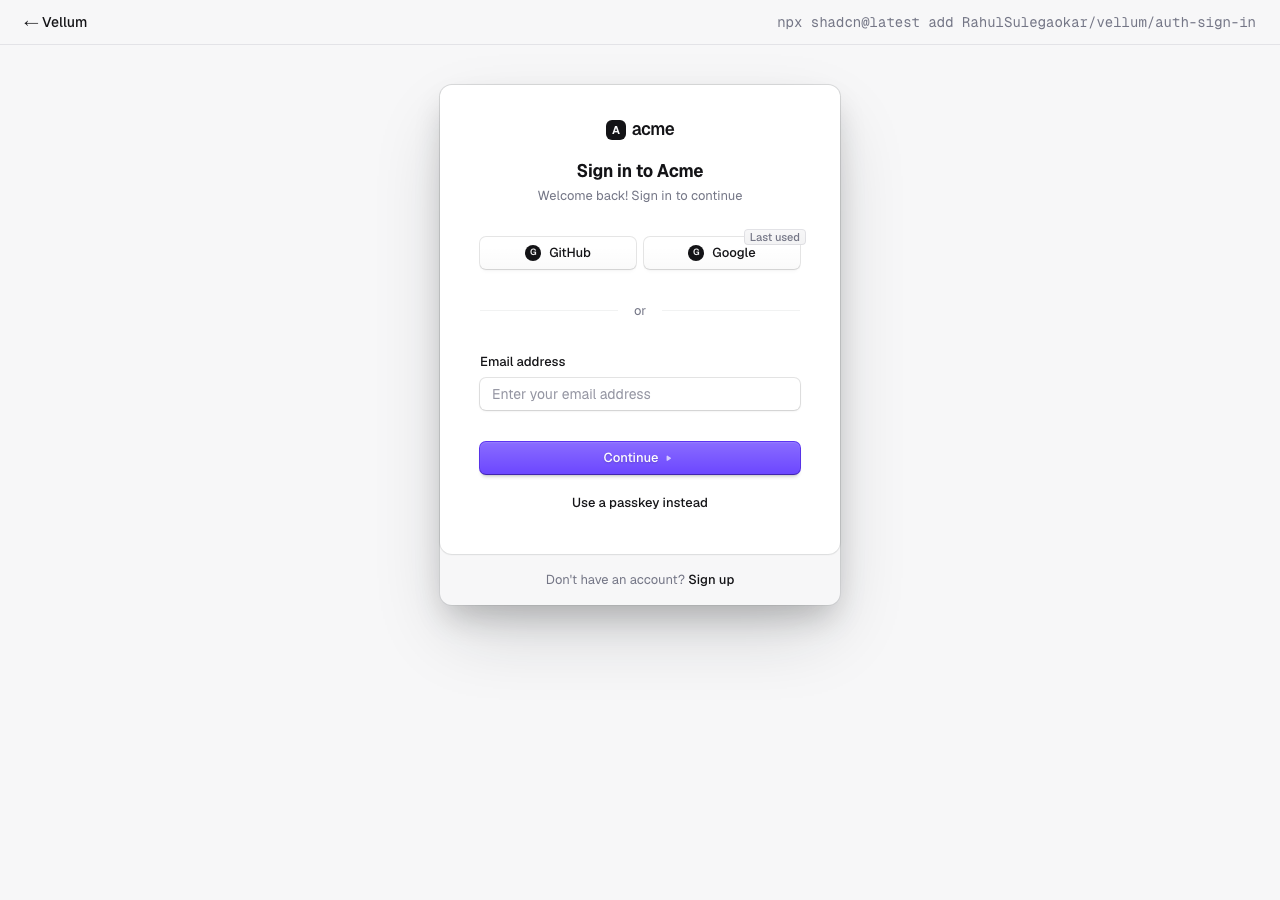 ← Vellum
npx shadcn@latest add RahulSulegaokar/vellum/auth-sign-in
A acme
Sign in to Acme
Welcome back! Sign in to continue
Last used
G GitHub
G Google
or
Email address
Enter your email address
Continue
Use a passkey instead
Don't have an account? Sign up